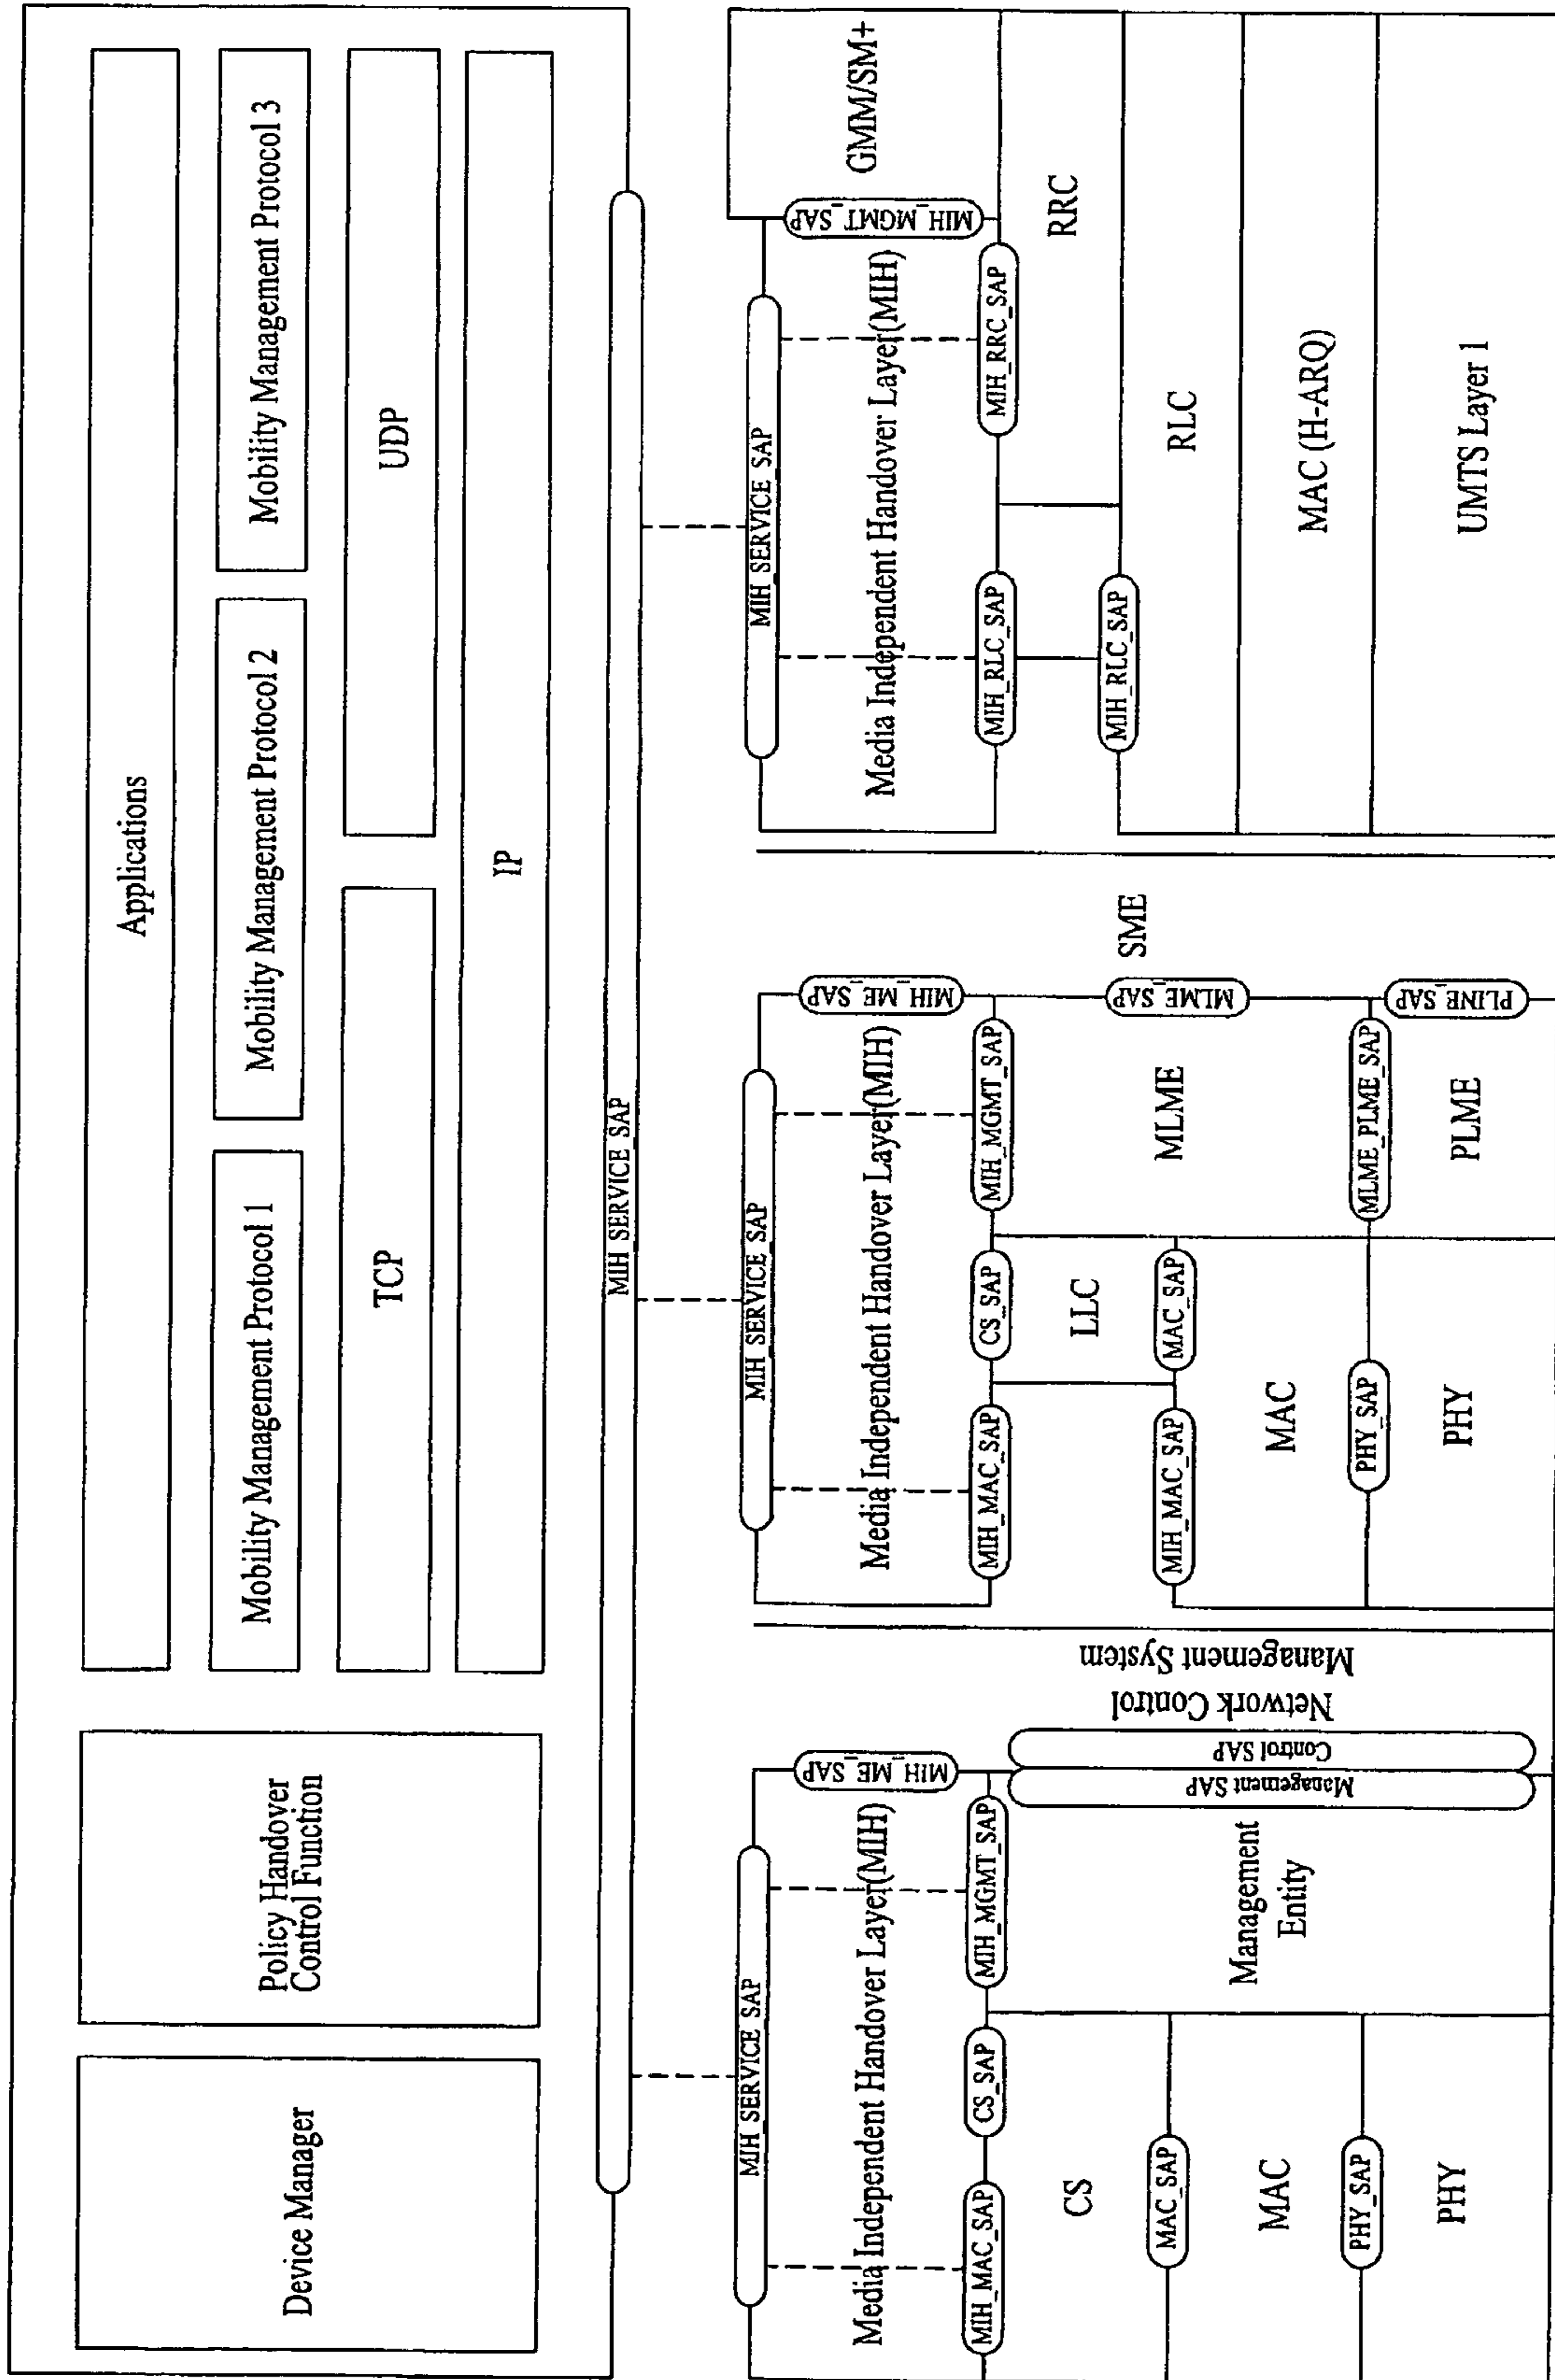 Device Manager
Policy Handover
Control Function
Applications
Mobility Management Protocol 1
Mobility Management Protocol 2
Mobility Management Protocol 3
TCP
UDP
IP
MIH SERVICE SAP
MIH SERVICE SAP
Media Independent Handover Layer(MIH)
MIH_ME_SAP
MIH_MAC_SAP
CS_SAP
MIH_MGMT_SAP
CS
MAC_SAP
MAC
PHY_SAP
PHY
Management
Entity
Management SAP
Control SAP
Network Control
Management System
MIH SERVICE SAP
Media Independent Handover Layer(MIH)
MIH_ME_SAP
MIH_MAC_SAP
CS_SAP
MIH_MGMT_SAP
LLC
MIH_MAC_SAP
MAC_SAP
MLME
MLME_SAP
SME
MAC
PHY_SAP
MLME_PLME_SAP
PHY
PLME
PLINE_SAP
MIH SERVICE SAP
Media Independent Handover Layer(MIH)
MIH_MGMT_SAP
GMM/SM+
MIH_RLC_SAP
MIH_RRC_SAP
RRC
MIH_RLC_SAP
RLC
MAC (H-ARQ)
UMTS Layer 1